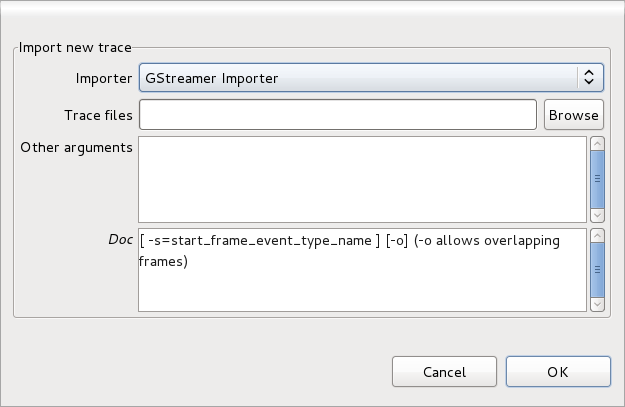 Import new trace
Importer GStreamer Importer
Trace files Browse
Other arguments
Doc [ -s=start_frame_event_type_name ] [-o] (-o allows overlapping
frames)
Cancel OK